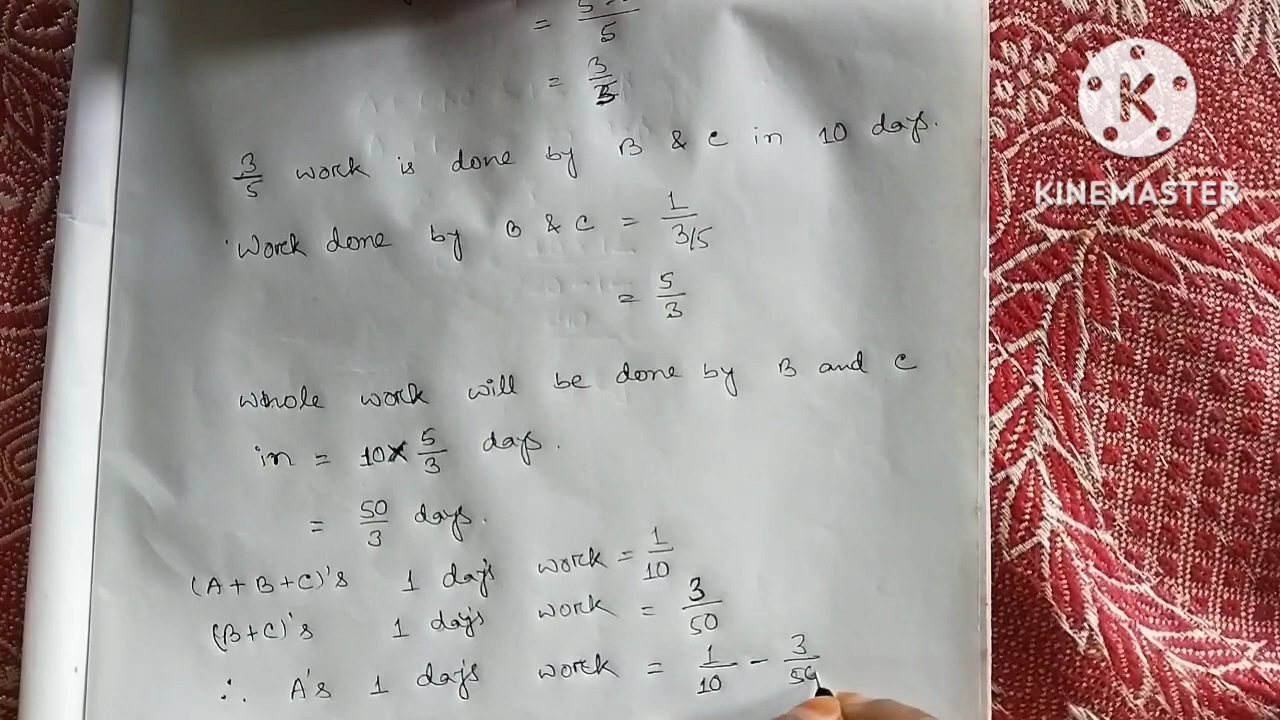 = 5
= 3/5
3/5 work is done by B & C in 10 days.
Work done by B & C = 1/3/5
= 5/3
whole work will be done by B and C
in = 10 × 5/3 days.
= 50/3 days.
(A+B+C)'s 1 day's work = 1/10
(B+C)'s 1 day's work = 3/50
∴ A's 1 day's work = 1/10 - 3/50
K
KINEMASTER